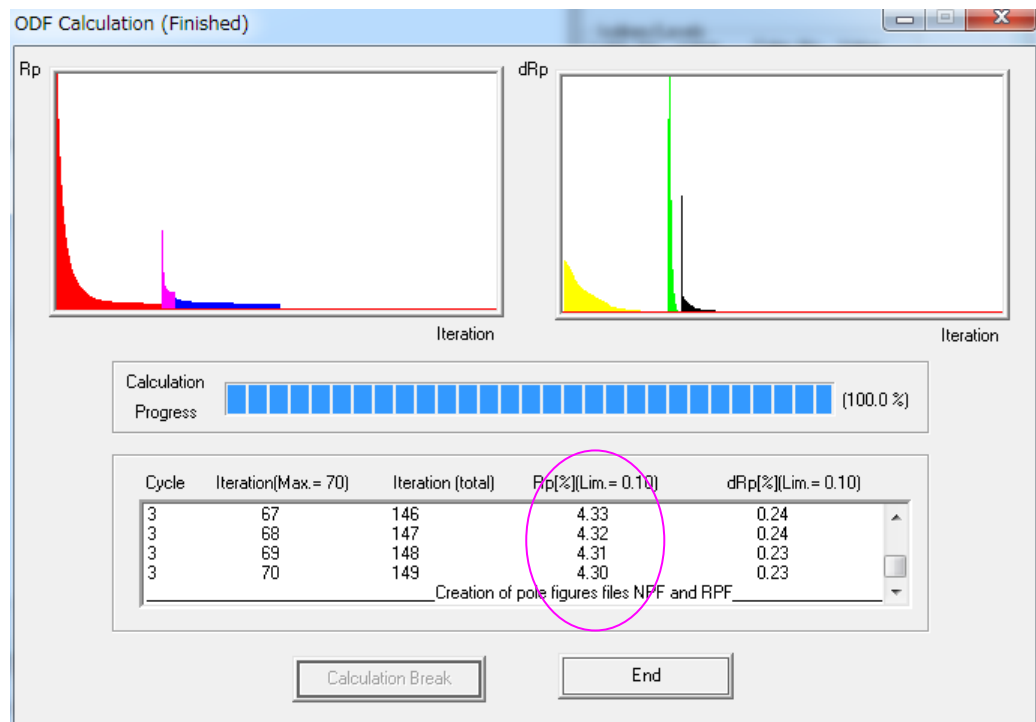 ODF Calculation (Finished)
Rp
dRp
Iteration
Iteration
Calculation
Progress
(100.0 %)
Cycle Iteration(Max.= 70) Iteration (total) Rp[%](Lim.= 0.10) dRp[%](Lim.= 0.10)
3 67 146 4.33 0.24
3 68 147 4.32 0.24
3 69 148 4.31 0.23
3 70 149 4.30 0.23
Creation of pole figures files NPF and RPF
Calculation Break
End